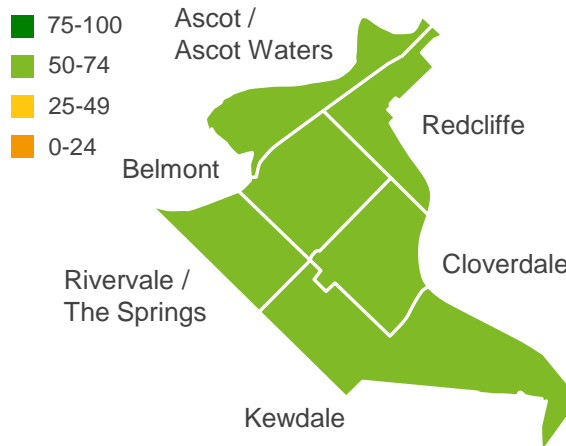 75-100
50-74
25-49
0-24
Ascot /
Ascot Waters
Redcliffe
Belmont
Cloverdale
Rivervale /
The Springs
Kewdale